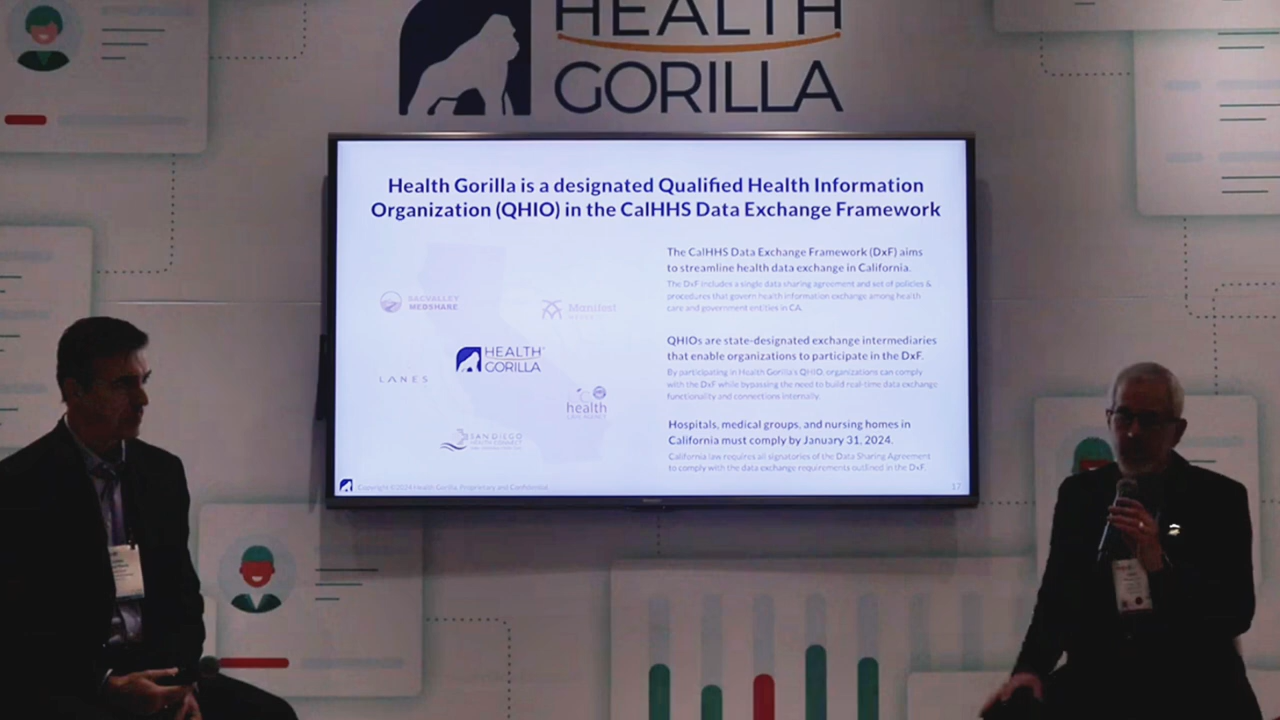 HEALTH
GORILLA
Health Gorilla is a designated Qualified Health Information
Organization (QHIO) in the CalHHS Data Exchange Framework
The CalHHS Data Exchange Framework (DxF) aims
to streamline health data exchange in California.
The DxF includes a single data sharing agreement and set of policies &
procedures that govern health information exchange among health
care and government entities in CA.
SACVALLEY
MEDSHARE
Manifest
HEALTH
GORILLA
LANES
health
SAN DIEGO
HEALTH CONNECT
QHIOs are state-designated exchange intermediaries
that enable organizations to participate in the DxF.
By participating in Health Gorilla's QHIO, organizations can comply
with the DxF while bypassing the need to build real-time data exchange
functionality and connections internally.
Hospitals, medical groups, and nursing homes in
California must comply by January 31, 2024.
California law requires all signatories of the Data Sharing Agreement
to comply with the data exchange requirements outlined in the DxF.
Copyright ©2024 Health Gorilla. Proprietary and Confidential.
17